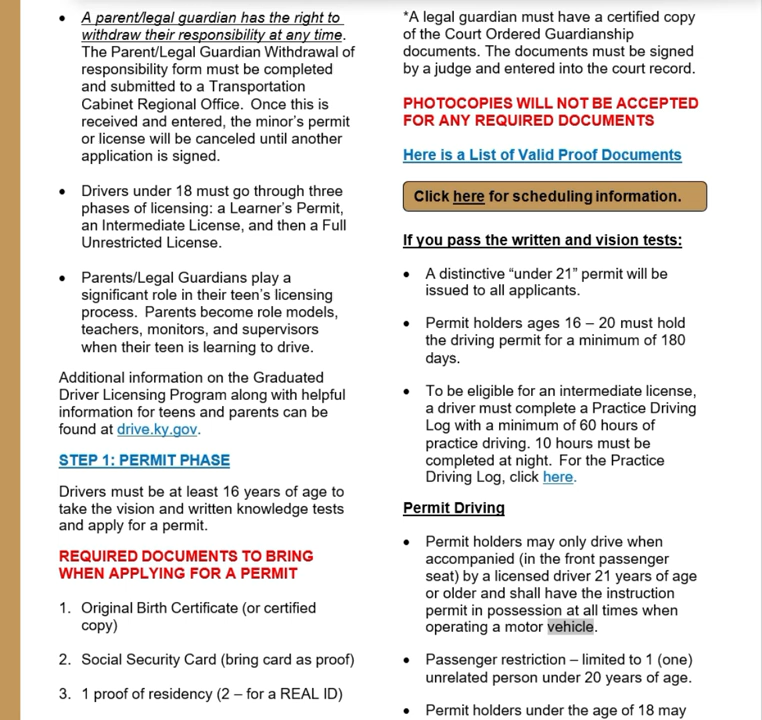 • A parent/legal guardian has the right to
withdraw their responsibility at any time.
The Parent/Legal Guardian Withdrawal of
responsibility form must be completed
and submitted to a Transportation
Cabinet Regional Office. Once this is
received and entered, the minor's permit
or license will be canceled until another
application is signed.
• Drivers under 18 must go through three
phases of licensing: a Learner's Permit,
an Intermediate License, and then a Full
Unrestricted License.
• Parents/Legal Guardians play a
significant role in their teen's licensing
process. Parents become role models,
teachers, monitors, and supervisors
when their teen is learning to drive.
Additional information on the Graduated
Driver Licensing Program along with helpful
information for teens and parents can be
found at drive.ky.gov.
STEP 1: PERMIT PHASE
Drivers must be at least 16 years of age to
take the vision and written knowledge tests
and apply for a permit.
REQUIRED DOCUMENTS TO BRING
WHEN APPLYING FOR A PERMIT
1. Original Birth Certificate (or certified
copy)
2. Social Security Card (bring card as proof)
3. 1 proof of residency (2 – for a REAL ID)
*A legal guardian must have a certified copy
of the Court Ordered Guardianship
documents. The documents must be signed
by a judge and entered into the court record.
PHOTOCOPIES WILL NOT BE ACCEPTED
FOR ANY REQUIRED DOCUMENTS
Here is a List of Valid Proof Documents
Click here for scheduling information.
If you pass the written and vision tests:
• A distinctive “under 21” permit will be
issued to all applicants.
• Permit holders ages 16 – 20 must hold
the driving permit for a minimum of 180
days.
• To be eligible for an intermediate license,
a driver must complete a Practice Driving
Log with a minimum of 60 hours of
practice driving. 10 hours must be
completed at night. For the Practice
Driving Log, click here.
Permit Driving
• Permit holders may only drive when
accompanied (in the front passenger
seat) by a licensed driver 21 years of age
or older and shall have the instruction
permit in possession at all times when
operating a motor vehicle.
• Passenger restriction – limited to 1 (one)
unrelated person under 20 years of age.
• Permit holders under the age of 18 may